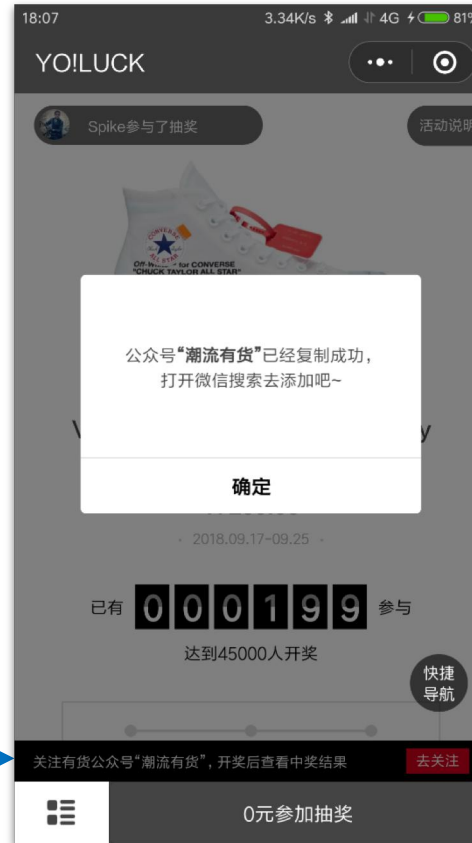 18:07
3.34K/s 4G 81%
YO!LUCK
Spike参与了抽奖
活动说明
CONVERSE
ALL STAR
Off-White for CONVERSE
"CHUCK TAYLOR ALL STAR"
公众号“潮流有货”已经复制成功，
打开微信搜索去添加吧~
确定
· 2018.09.17-09.25 ·
已有 000199 参与
达到45000人开奖
快捷
导航
关注有货公众号“潮流有货”，开奖后查看中奖结果
去关注
0元参加抽奖